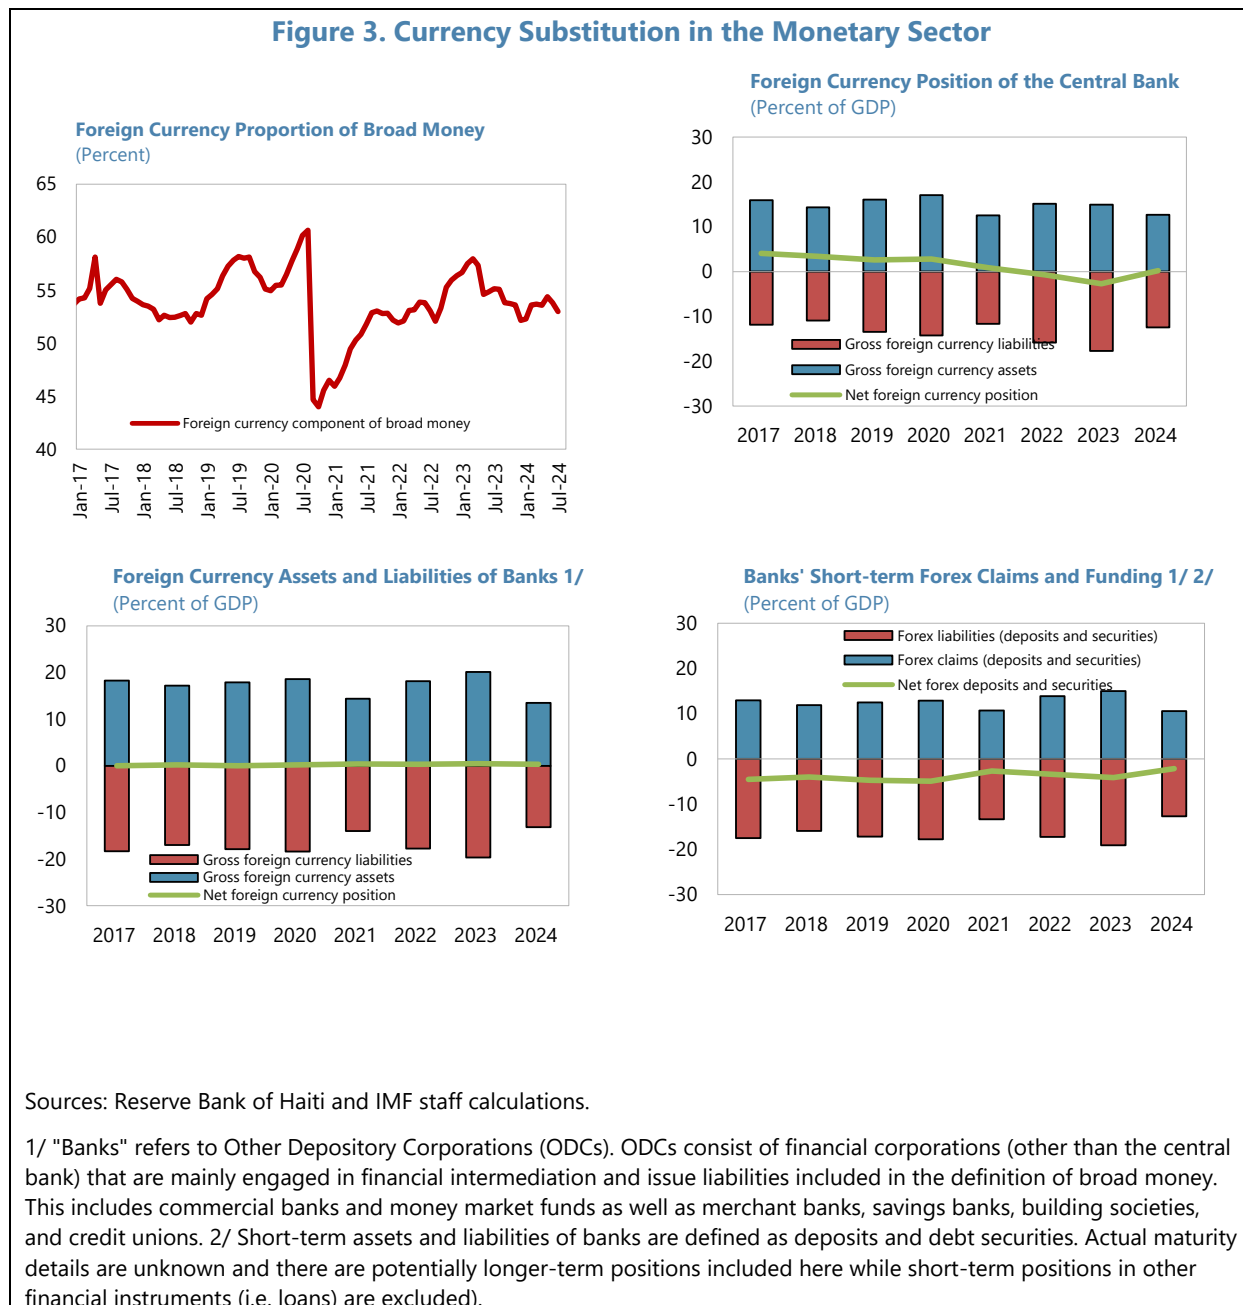 Figure 3. Currency Substitution in the Monetary Sector
Foreign Currency Proportion of Broad Money
(Percent)
65
60
55
50
45
40
Foreign currency component of broad money
Jan-17
Jul-17
Jan-18
Jul-18
Jan-19
Jul-19
Jan-20
Jul-20
Jan-21
Jul-21
Jan-22
Jul-22
Jan-23
Jul-23
Jan-24
Jul-24
Foreign Currency Position of the Central Bank
(Percent of GDP)
30
20
10
0
-10
-20
-30
Gross foreign currency liabilities
Gross foreign currency assets
Net foreign currency position
2017 2018 2019 2020 2021 2022 2023 2024
Foreign Currency Assets and Liabilities of Banks 1/
(Percent of GDP)
30
20
10
0
-10
-20
-30
Gross foreign currency liabilities
Gross foreign currency assets
Net foreign currency position
2017 2018 2019 2020 2021 2022 2023 2024
Banks' Short-term Forex Claims and Funding 1/ 2/
(Percent of GDP)
30
20
10
0
-10
-20
-30
Forex liabilities (deposits and securities)
Forex claims (deposits and securities)
Net forex deposits and securities
2017 2018 2019 2020 2021 2022 2023 2024
Sources: Reserve Bank of Haiti and IMF staff calculations.
1/ "Banks" refers to Other Depository Corporations (ODCs). ODCs consist of financial corporations (other than the central
bank) that are mainly engaged in financial intermediation and issue liabilities included in the definition of broad money.
This includes commercial banks and money market funds as well as merchant banks, savings banks, building societies,
and credit unions. 2/ Short-term assets and liabilities of banks are defined as deposits and debt securities. Actual maturity
details are unknown and there are potentially longer-term positions included here while short-term positions in other
financial instruments (i.e. loans) are excluded).